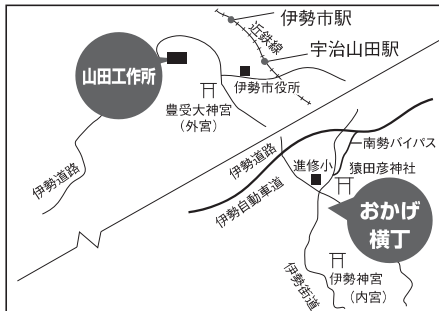 伊勢市駅
近鉄線
宇治山田駅
山田工作所
伊勢市役所
豊受大神宮
(外宮)
伊勢道路
南勢バイパス
伊勢道路
進修小
猿田彦神社
伊勢自動車道
おかげ
横丁
伊勢街道
伊勢神宮
(内宮)